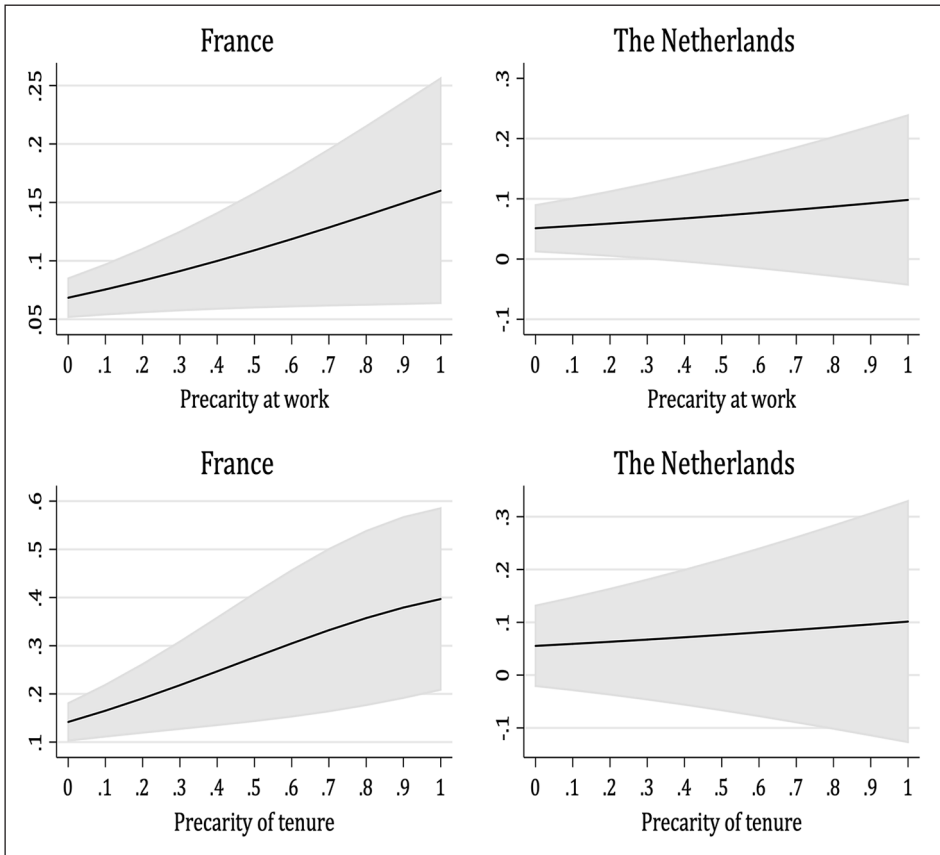 France
.25
.2
.15
.1
.05
0 .1 .2 .3 .4 .5 .6 .7 .8 .9 1
Precarity at work
The Netherlands
.3
.2
.1
0
-.1
0 .1 .2 .3 .4 .5 .6 .7 .8 .9 1
Precarity at work
France
.6
.5
.4
.3
.2
.1
0 .1 .2 .3 .4 .5 .6 .7 .8 .9 1
Precarity of tenure
The Netherlands
.3
.2
.1
0
-.1
0 .1 .2 .3 .4 .5 .6 .7 .8 .9 1
Precarity of tenure